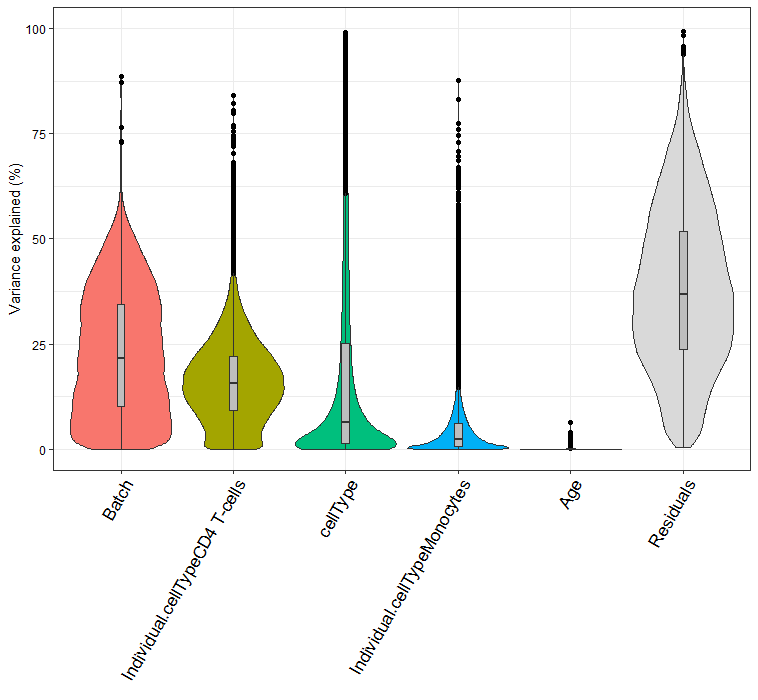 100
75
50
25
0
Variance explained (%)
Batch
Individual.cellTypeCD4 T-cells
cellType
Individual.cellTypeMonocytes
Age
Residuals